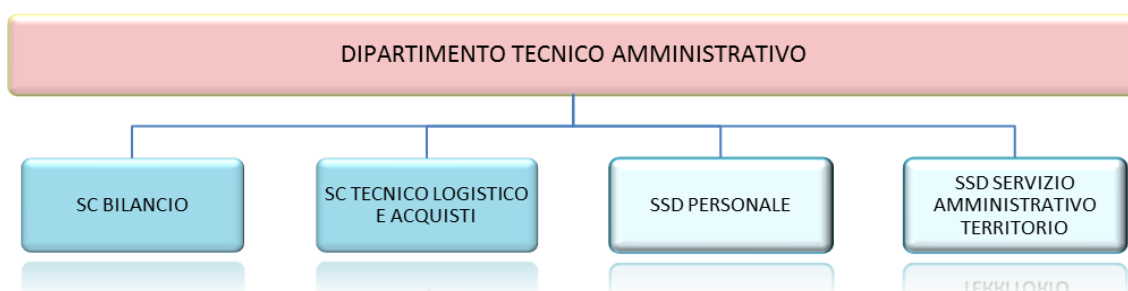 DIPARTIMENTO TECNICO AMMINISTRATIVO
SC BILANCIO
SC TECNICO LOGISTICO
E ACQUISTI
SSD PERSONALE
SSD SERVIZIO
AMMINISTRATIVO
TERRITORIO